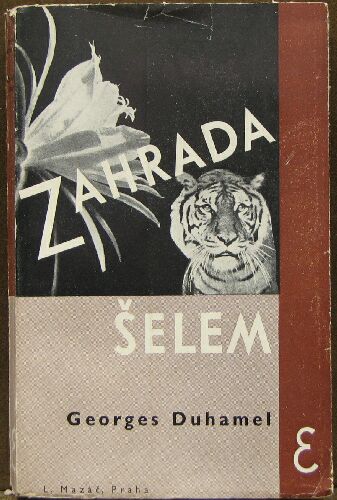 ZAHRADA
ŠELEM
Georges Duhamel
ε
L. Mazáč, Praha